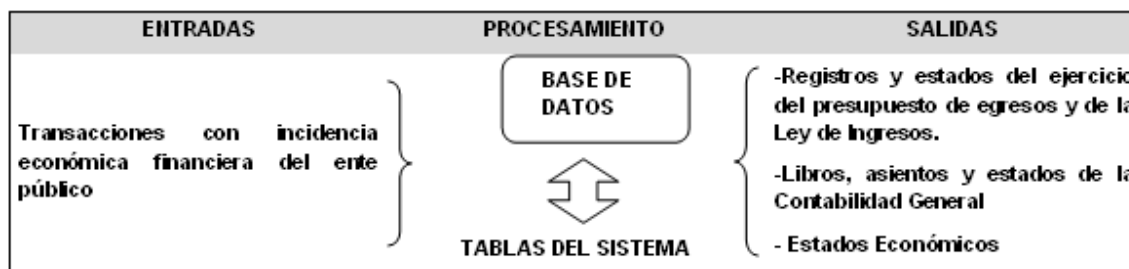 ENTRADAS
PROCESAMIENTO
SALIDAS
Transacciones con incidencia
económica financiera del ente
público
BASE DE
DATOS
TABLAS DEL SISTEMA
-Registros y estados del ejercicio
del presupuesto de egresos y de la
Ley de Ingresos.
-Libros, asientos y estados de la
Contabilidad General
- Estados Económicos